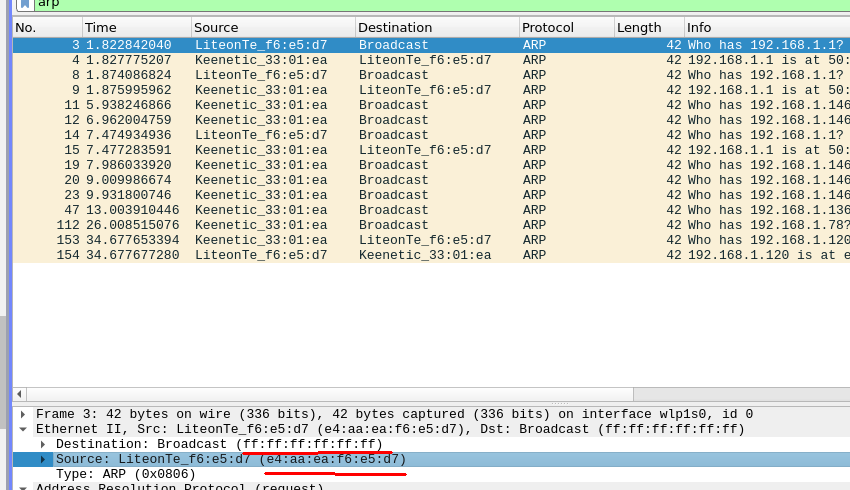 arp
No. Time Source Destination Protocol Length Info
3 1.822842040 LiteonTe_f6:e5:d7 Broadcast ARP 42 Who has 192.168.1.1?
4 1.827775207 Keenetic_33:01:ea LiteonTe_f6:e5:d7 ARP 42 192.168.1.1 is at 50:
8 1.874086824 LiteonTe_f6:e5:d7 Broadcast ARP 42 Who has 192.168.1.1?
9 1.875995962 Keenetic_33:01:ea LiteonTe_f6:e5:d7 ARP 42 192.168.1.1 is at 50:
11 5.938246866 Keenetic_33:01:ea Broadcast ARP 42 Who has 192.168.1.146
12 6.962004759 Keenetic_33:01:ea Broadcast ARP 42 Who has 192.168.1.146
14 7.474934936 LiteonTe_f6:e5:d7 Broadcast ARP 42 Who has 192.168.1.1?
15 7.477283591 Keenetic_33:01:ea LiteonTe_f6:e5:d7 ARP 42 192.168.1.1 is at 50:
19 7.986033920 Keenetic_33:01:ea Broadcast ARP 42 Who has 192.168.1.146
20 9.009986674 Keenetic_33:01:ea Broadcast ARP 42 Who has 192.168.1.146
23 9.931800746 Keenetic_33:01:ea Broadcast ARP 42 Who has 192.168.1.146
47 13.003910446 Keenetic_33:01:ea Broadcast ARP 42 Who has 192.168.1.136
112 26.008515076 Keenetic_33:01:ea Broadcast ARP 42 Who has 192.168.1.78?
153 34.677653394 Keenetic_33:01:ea LiteonTe_f6:e5:d7 ARP 42 Who has 192.168.1.120
154 34.677677280 LiteonTe_f6:e5:d7 Keenetic_33:01:ea ARP 42 192.168.1.120 is at e
Frame 3: 42 bytes on wire (336 bits), 42 bytes captured (336 bits) on interface wlp1s0, id 0
Ethernet II, Src: LiteonTe_f6:e5:d7 (e4:aa:ea:f6:e5:d7), Dst: Broadcast (ff:ff:ff:ff:ff:ff)
Destination: Broadcast (ff:ff:ff:ff:ff:ff)
Source: LiteonTe_f6:e5:d7 (e4:aa:ea:f6:e5:d7)
Type: ARP (0x0806)
Address Resolution Protocol (request)